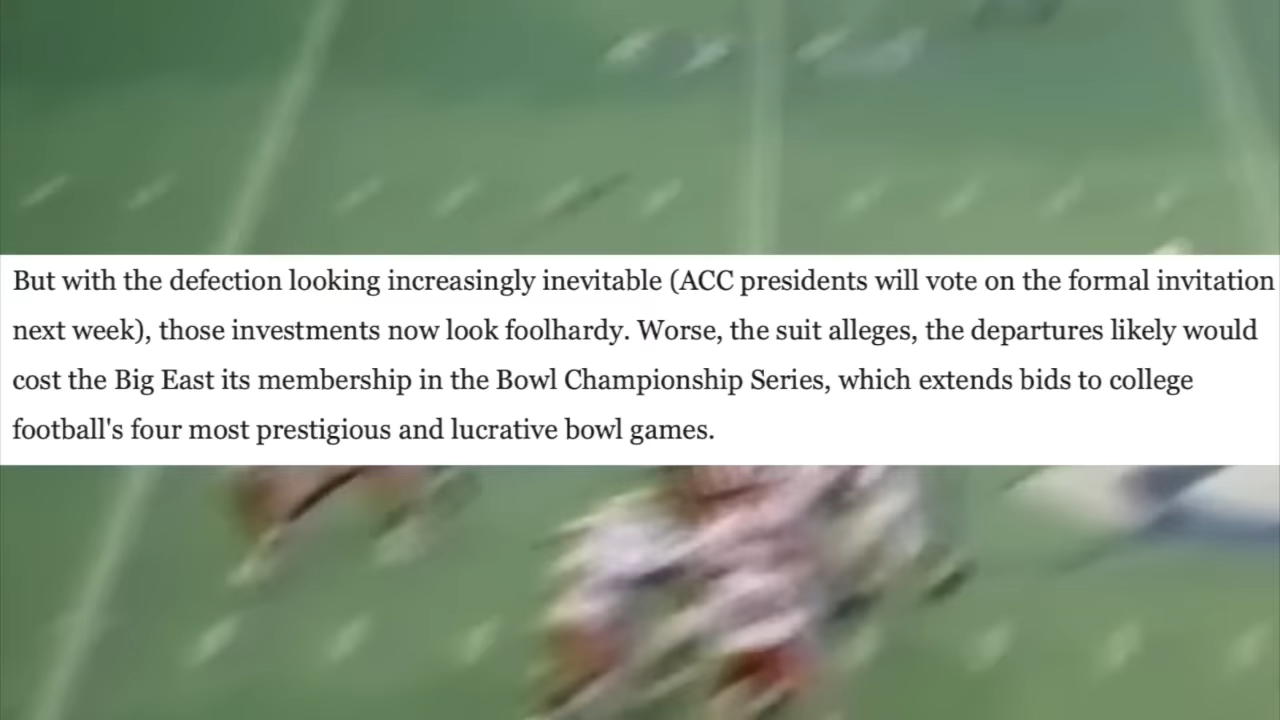 But with the defection looking increasingly inevitable (ACC presidents will vote on the formal invitation
next week), those investments now look foolhardy. Worse, the suit alleges, the departures likely would
cost the Big East its membership in the Bowl Championship Series, which extends bids to college
football's four most prestigious and lucrative bowl games.